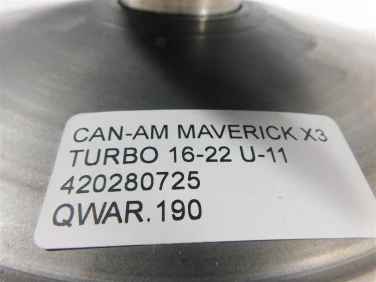 CAN-AM MAVERICK X3
TURBO 16-22 U-11
420280725
QWAR.190